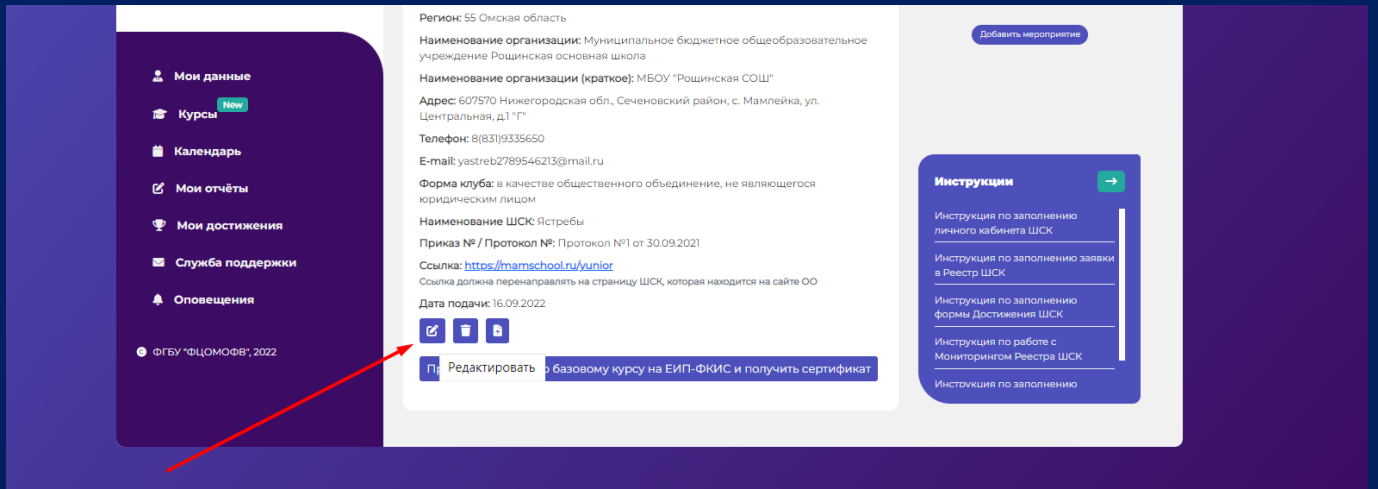 Мои данные
Курсы
New
Календарь
Мои отчёты
Мои достижения
Служба поддержки
Оповещения
ФГБУ "ФЦОМОФВ", 2022
Регион: 55 Омская область
Наименование организации: Муниципальное бюджетное общеобразовательное
учреждение Рощинская основная школа
Наименование организации (краткое): МБОУ "Рощинская СОШ"
Адрес: 607570 Нижегородская обл., Сеченовский район, с. Мамлейка, ул.
Центральная, д.1 "Г"
Телефон: 8(831)9335650
E-mail: yastreb2789546213@mail.ru
Форма клуба: в качестве общественного объединение, не являющегося
юридическим лицом
Наименование ШСК: Ястребы
Приказ № / Протокол №: Протокол №1 от 30.09.2021
Ссылка: https://mamschool.ru/yunior
Ссылка должна перенаправлять на страницу ШСК, которая находится на сайте ОО
Дата подачи: 16.09.2022
Редактировать
базовому курсу на ЕИП-ФКИС и получить сертификат
Добавить мероприятие
Инструкции
Инструкция по заполнению
личного кабинета ШСК
Инструкция по заполнению заявки
в Реестр ШСК
Инструкция по заполнению
формы Достижения ШСК
Инструкция по работе с
Мониторингом Реестра ШСК
Инструкция по заполнению